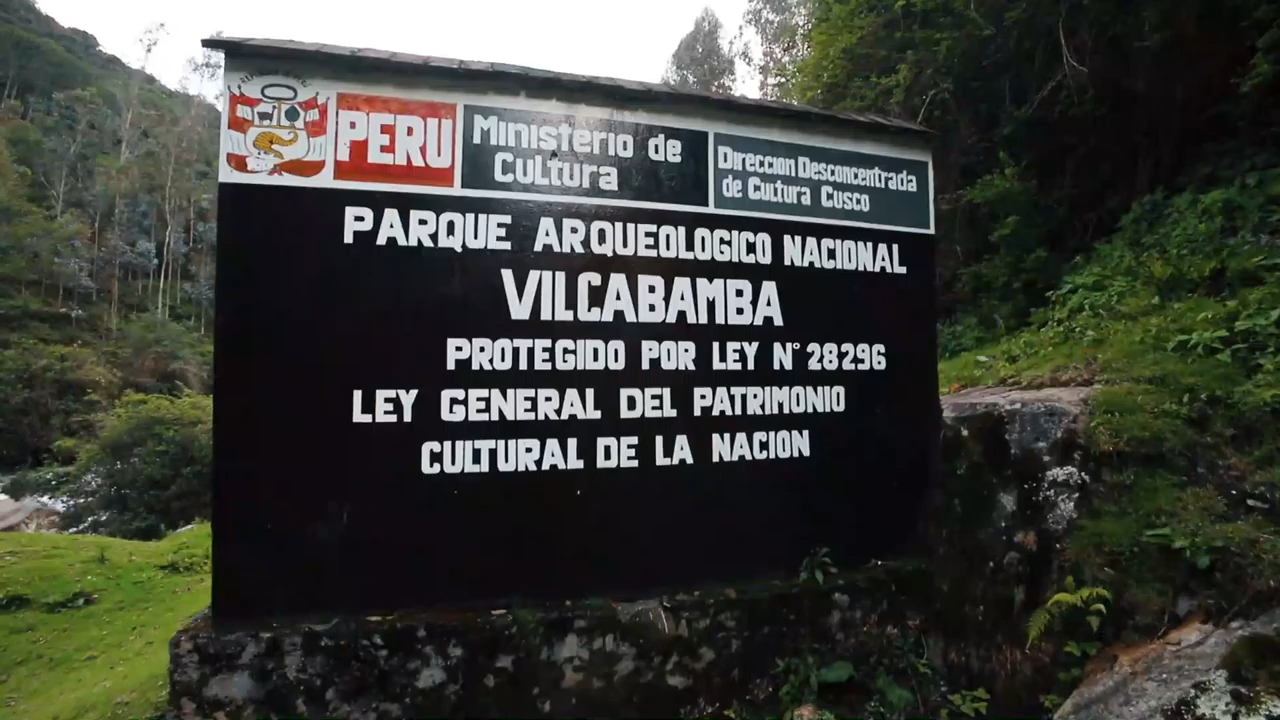 PERU
Ministerio de
Cultura
Direccion Desconcentrada
de Cultura Cusco
PARQUE ARQUEOLOGICO NACIONAL
VILCABAMBA
PROTEGIDO POR LEY N° 28296
LEY GENERAL DEL PATRIMONIO
CULTURAL DE LA NACION